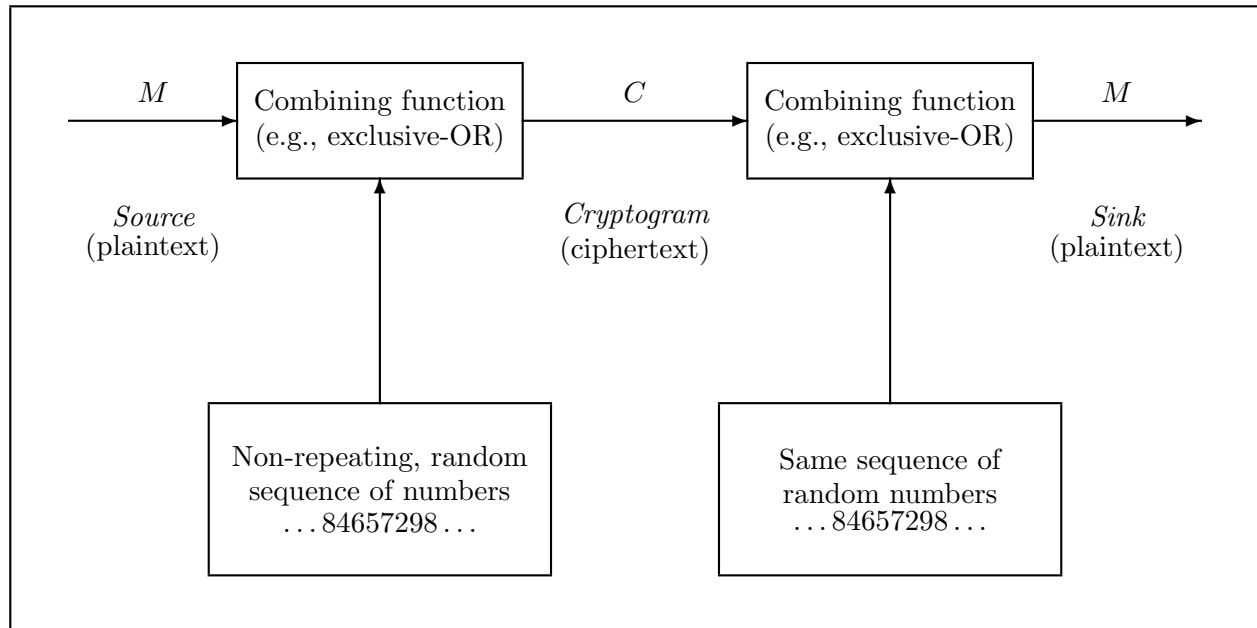 M
Combining function
(e.g., exclusive-OR)
C
Combining function
(e.g., exclusive-OR)
M
Source
(plaintext)
Cryptogram
(ciphertext)
Sink
(plaintext)
Non-repeating, random
sequence of numbers
...84657298...
Same sequence of
random numbers
...84657298...